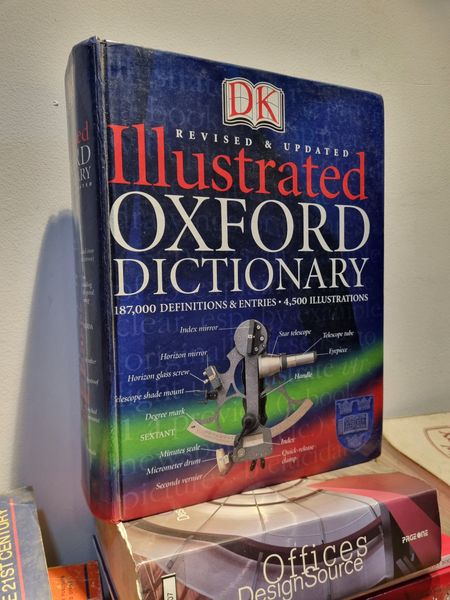 DK
REVISED & UPDATED
Illustrated
OXFORD
DICTIONARY
187,000 DEFINITIONS & ENTRIES • 4,500 ILLUSTRATIONS
Index mirror
Star telescope
Telescope tube
Horizon mirror
Eyepiece
Horizon glass screw
Handle
Telescope shade mount
Degree mark
SEXTANT
Minutes scale
Index
Micrometer drum
Quick-release
clamp
Seconds vernier
Offices
DesignSource
PAGEONE
21ST CENTURY